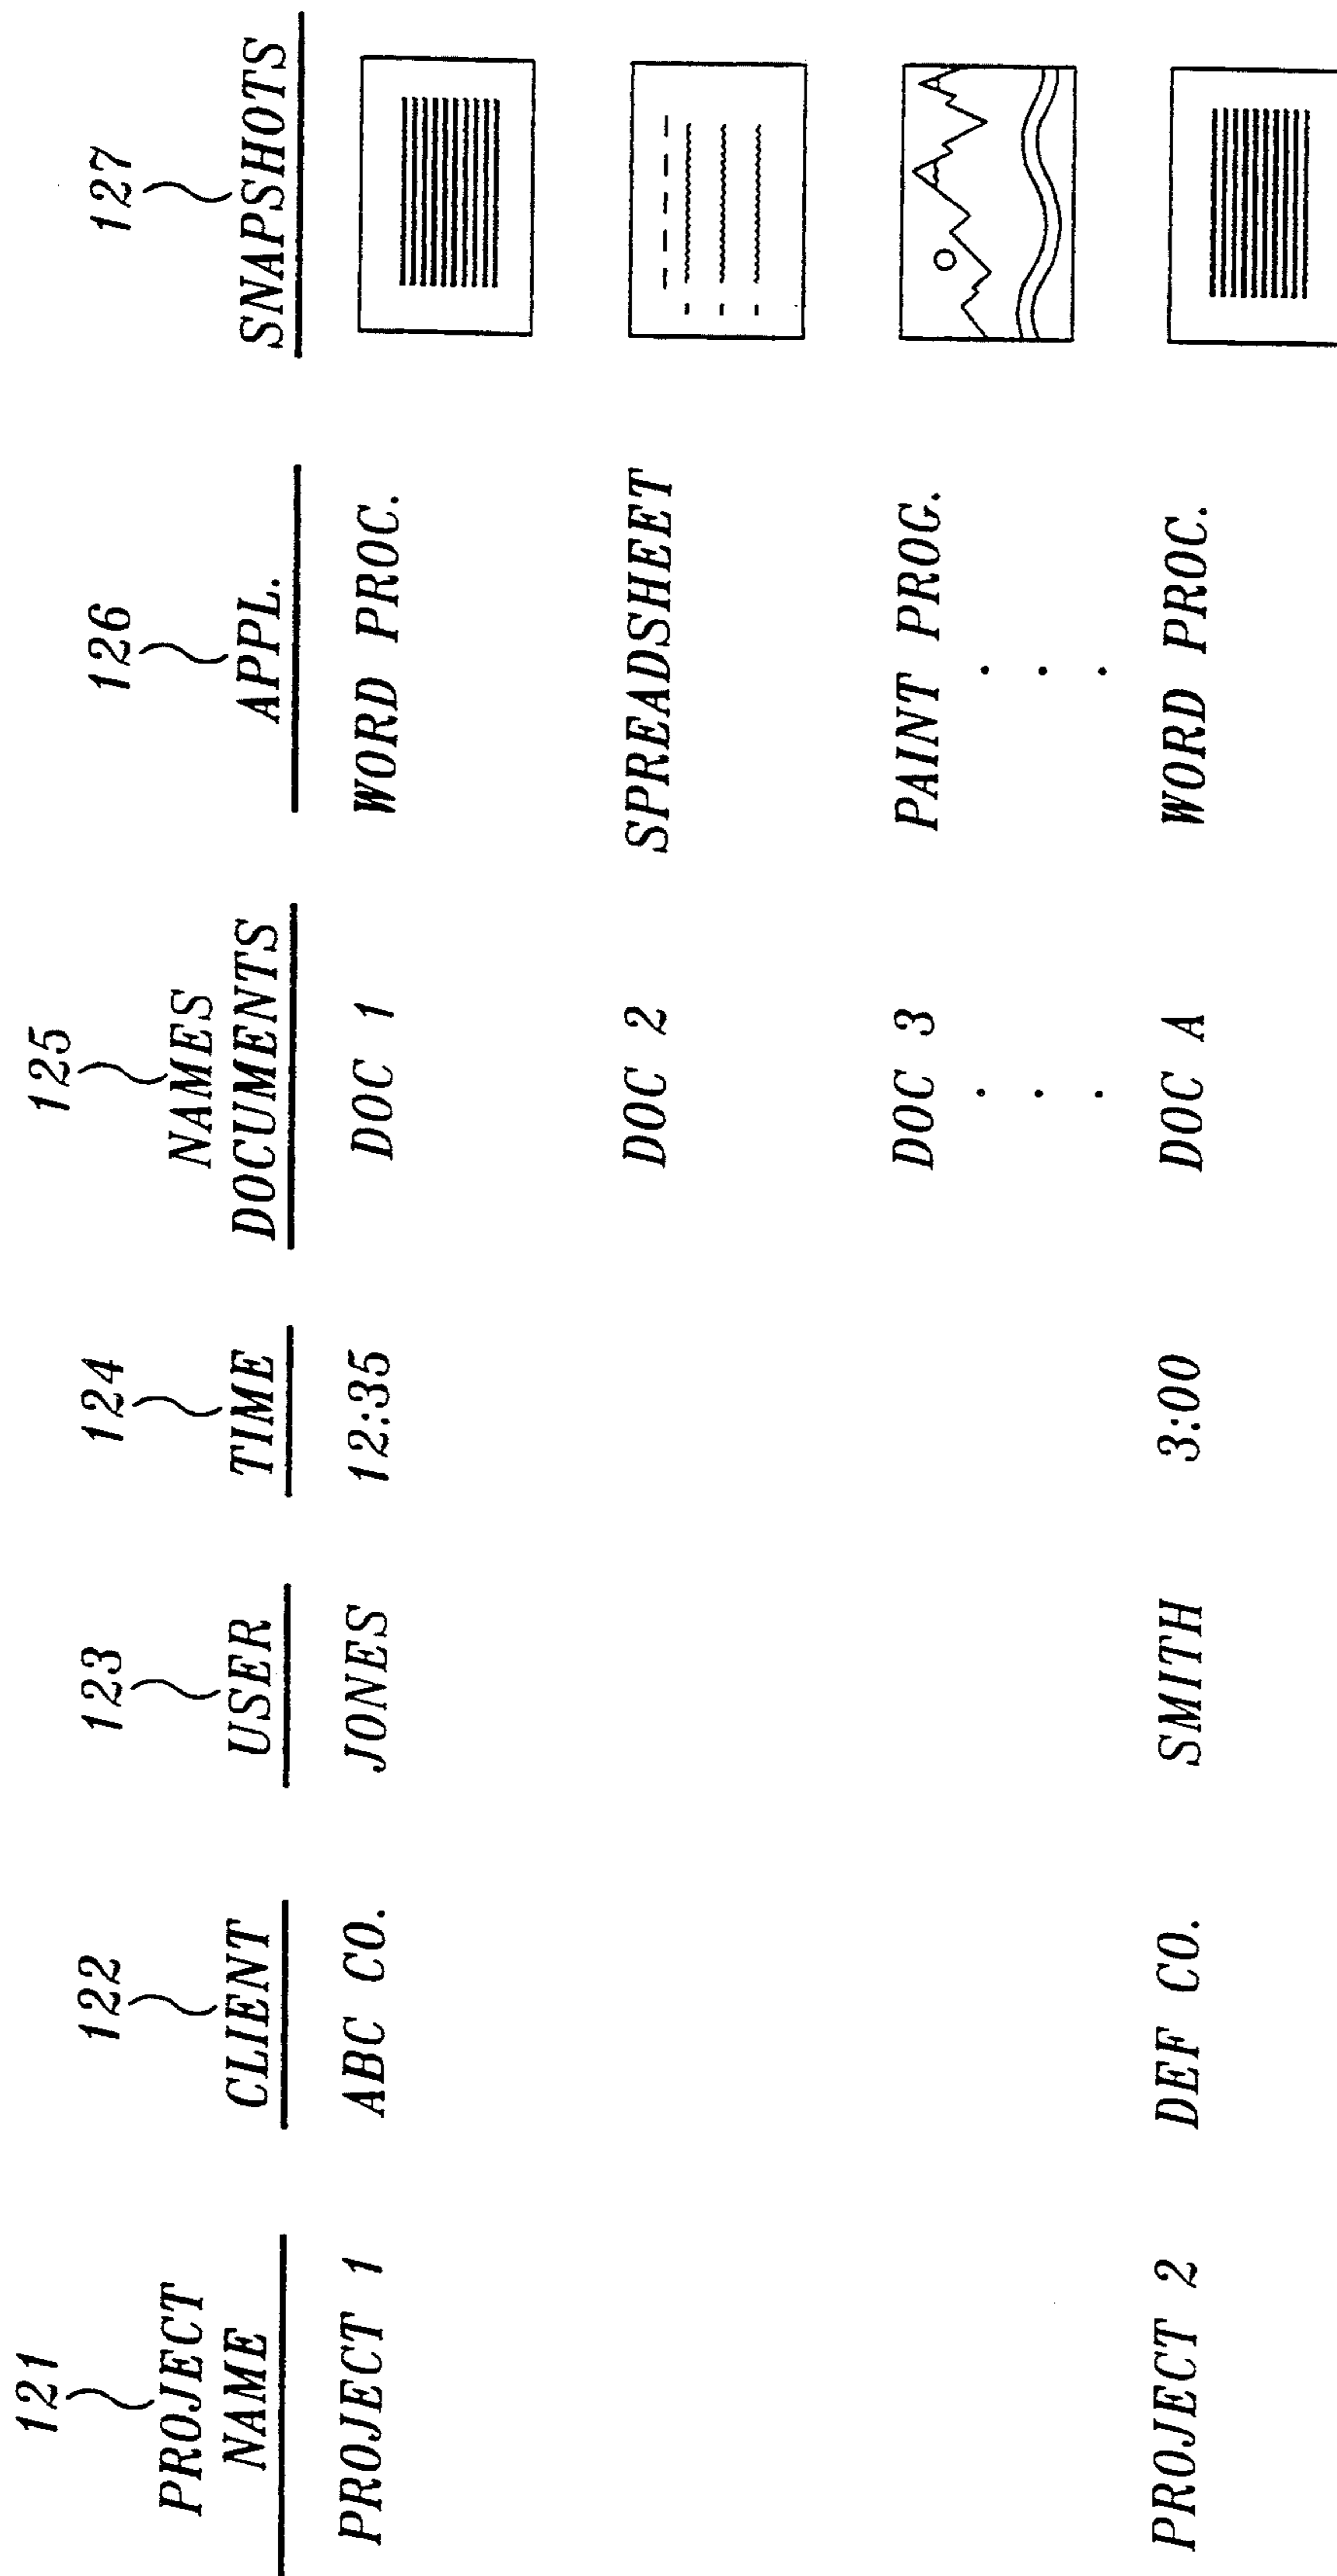 121 122 123 124 125 126 127
PROJECT NAMES
NAME CLIENT USER TIME DOCUMENTS APPL. SNAPSHOTS
PROJECT 1 ABC CO. JONES 12:35 DOC 1 WORD PROC.
DOC 2 SPREADSHEET
DOC 3 PAINT PROG.
PROJECT 2 DEF CO. SMITH 3:00 DOC A WORD PROC.